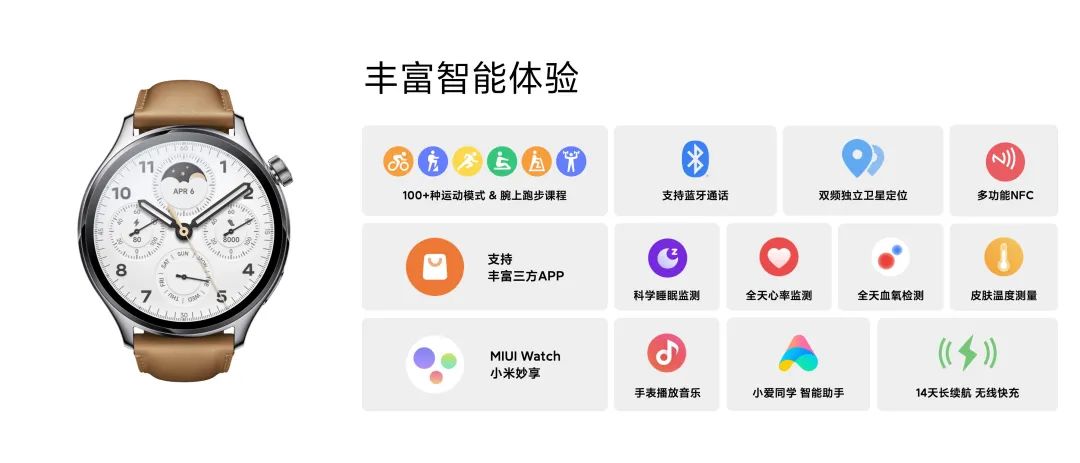 丰富智能体验
100+种运动模式 & 腕上跑步课程
支持蓝牙通话
双频独立卫星定位
多功能NFC
支持
丰富三方APP
科学睡眠监测
全天心率监测
全天血氧检测
皮肤温度测量
MIUI Watch
小米妙享
手表播放音乐
小爱同学 智能助手
14天长续航 无线快充
11
1
10
2
8
4
7
5
APR 6
80
8000
SAT
SUN
MON
FRI
THU
WED